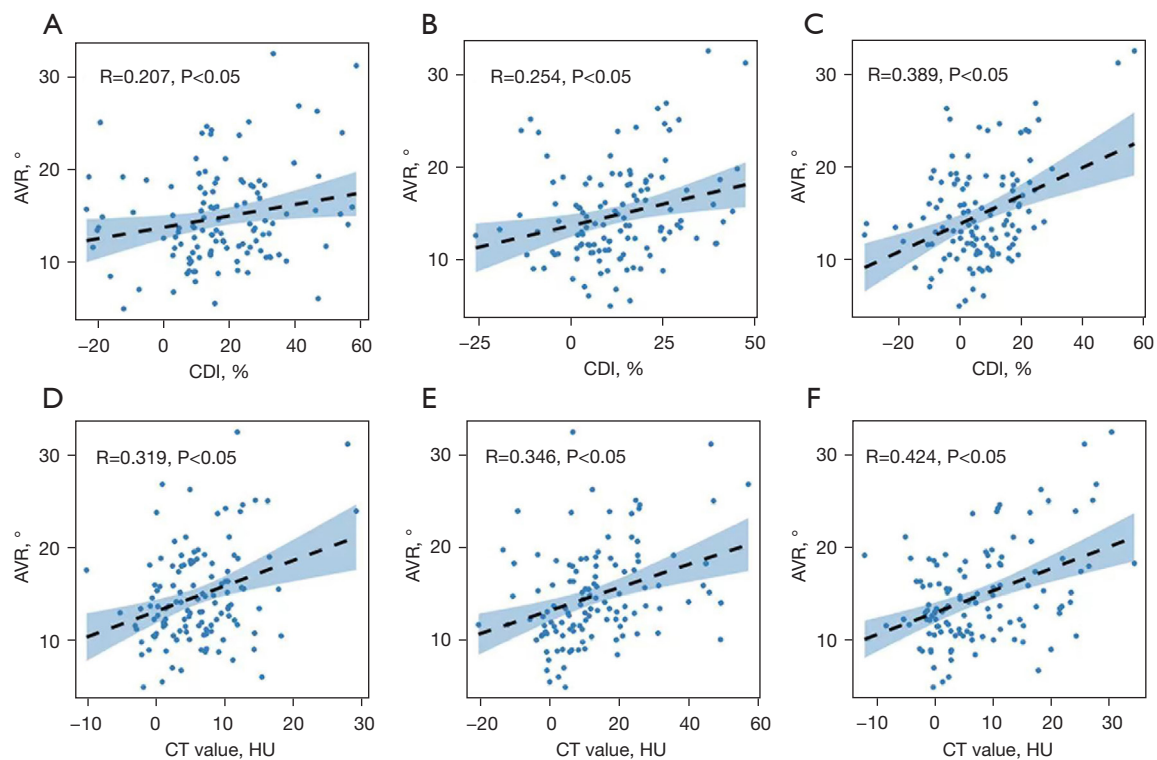 A
B
C
R=0.207, P<0.05
R=0.254, P<0.05
R=0.389, P<0.05
AVR, °
AVR, °
AVR, °
30
20
10
30
20
10
30
20
10
−20 0 20 40 60
−25 0 25 50
−20 0 20 40 60
CDI, %
CDI, %
CDI, %
D
E
F
R=0.319, P<0.05
R=0.346, P<0.05
R=0.424, P<0.05
AVR, °
AVR, °
AVR, °
30
20
10
30
20
10
30
20
10
−10 0 10 20 30
−20 0 20 40 60
−10 0 10 20 30
CT value, HU
CT value, HU
CT value, HU